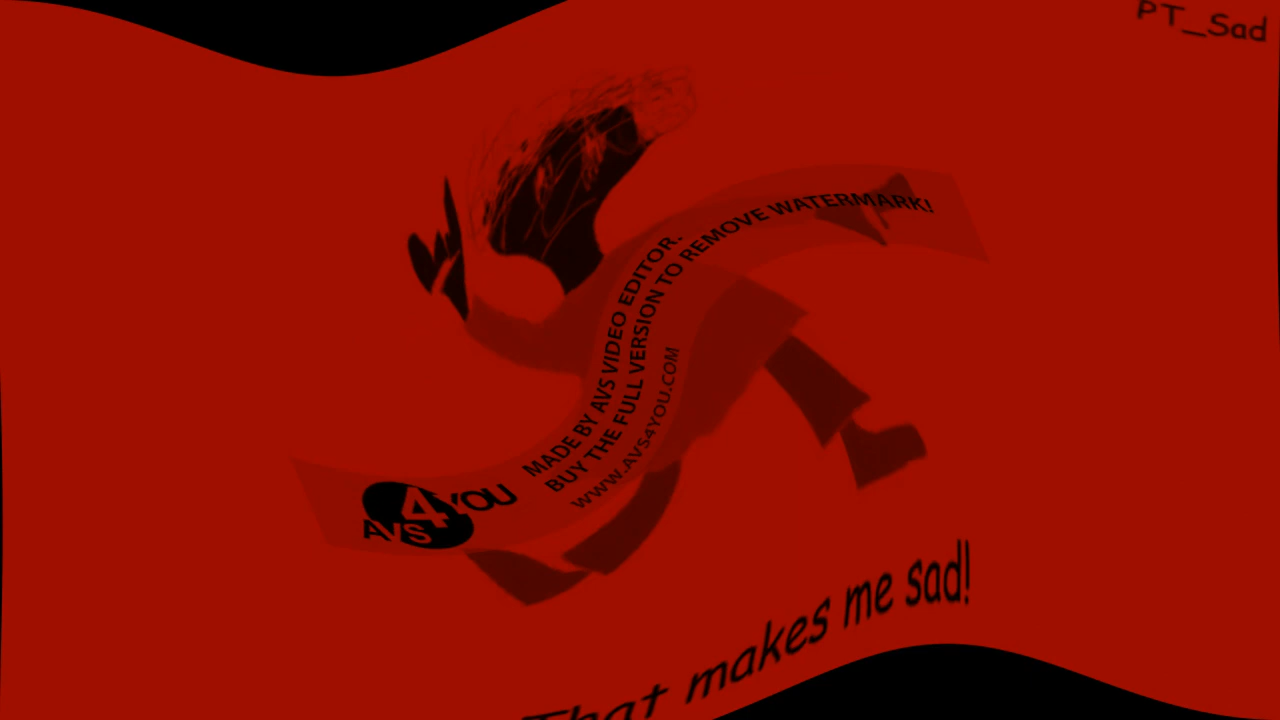 PT_Sad
MADE BY AVS VIDEO EDITOR.
BUY THE FULL VERSION TO REMOVE WATERMARK!
WWW.AVS4YOU.COM
AVS4YOU
That makes me sad!